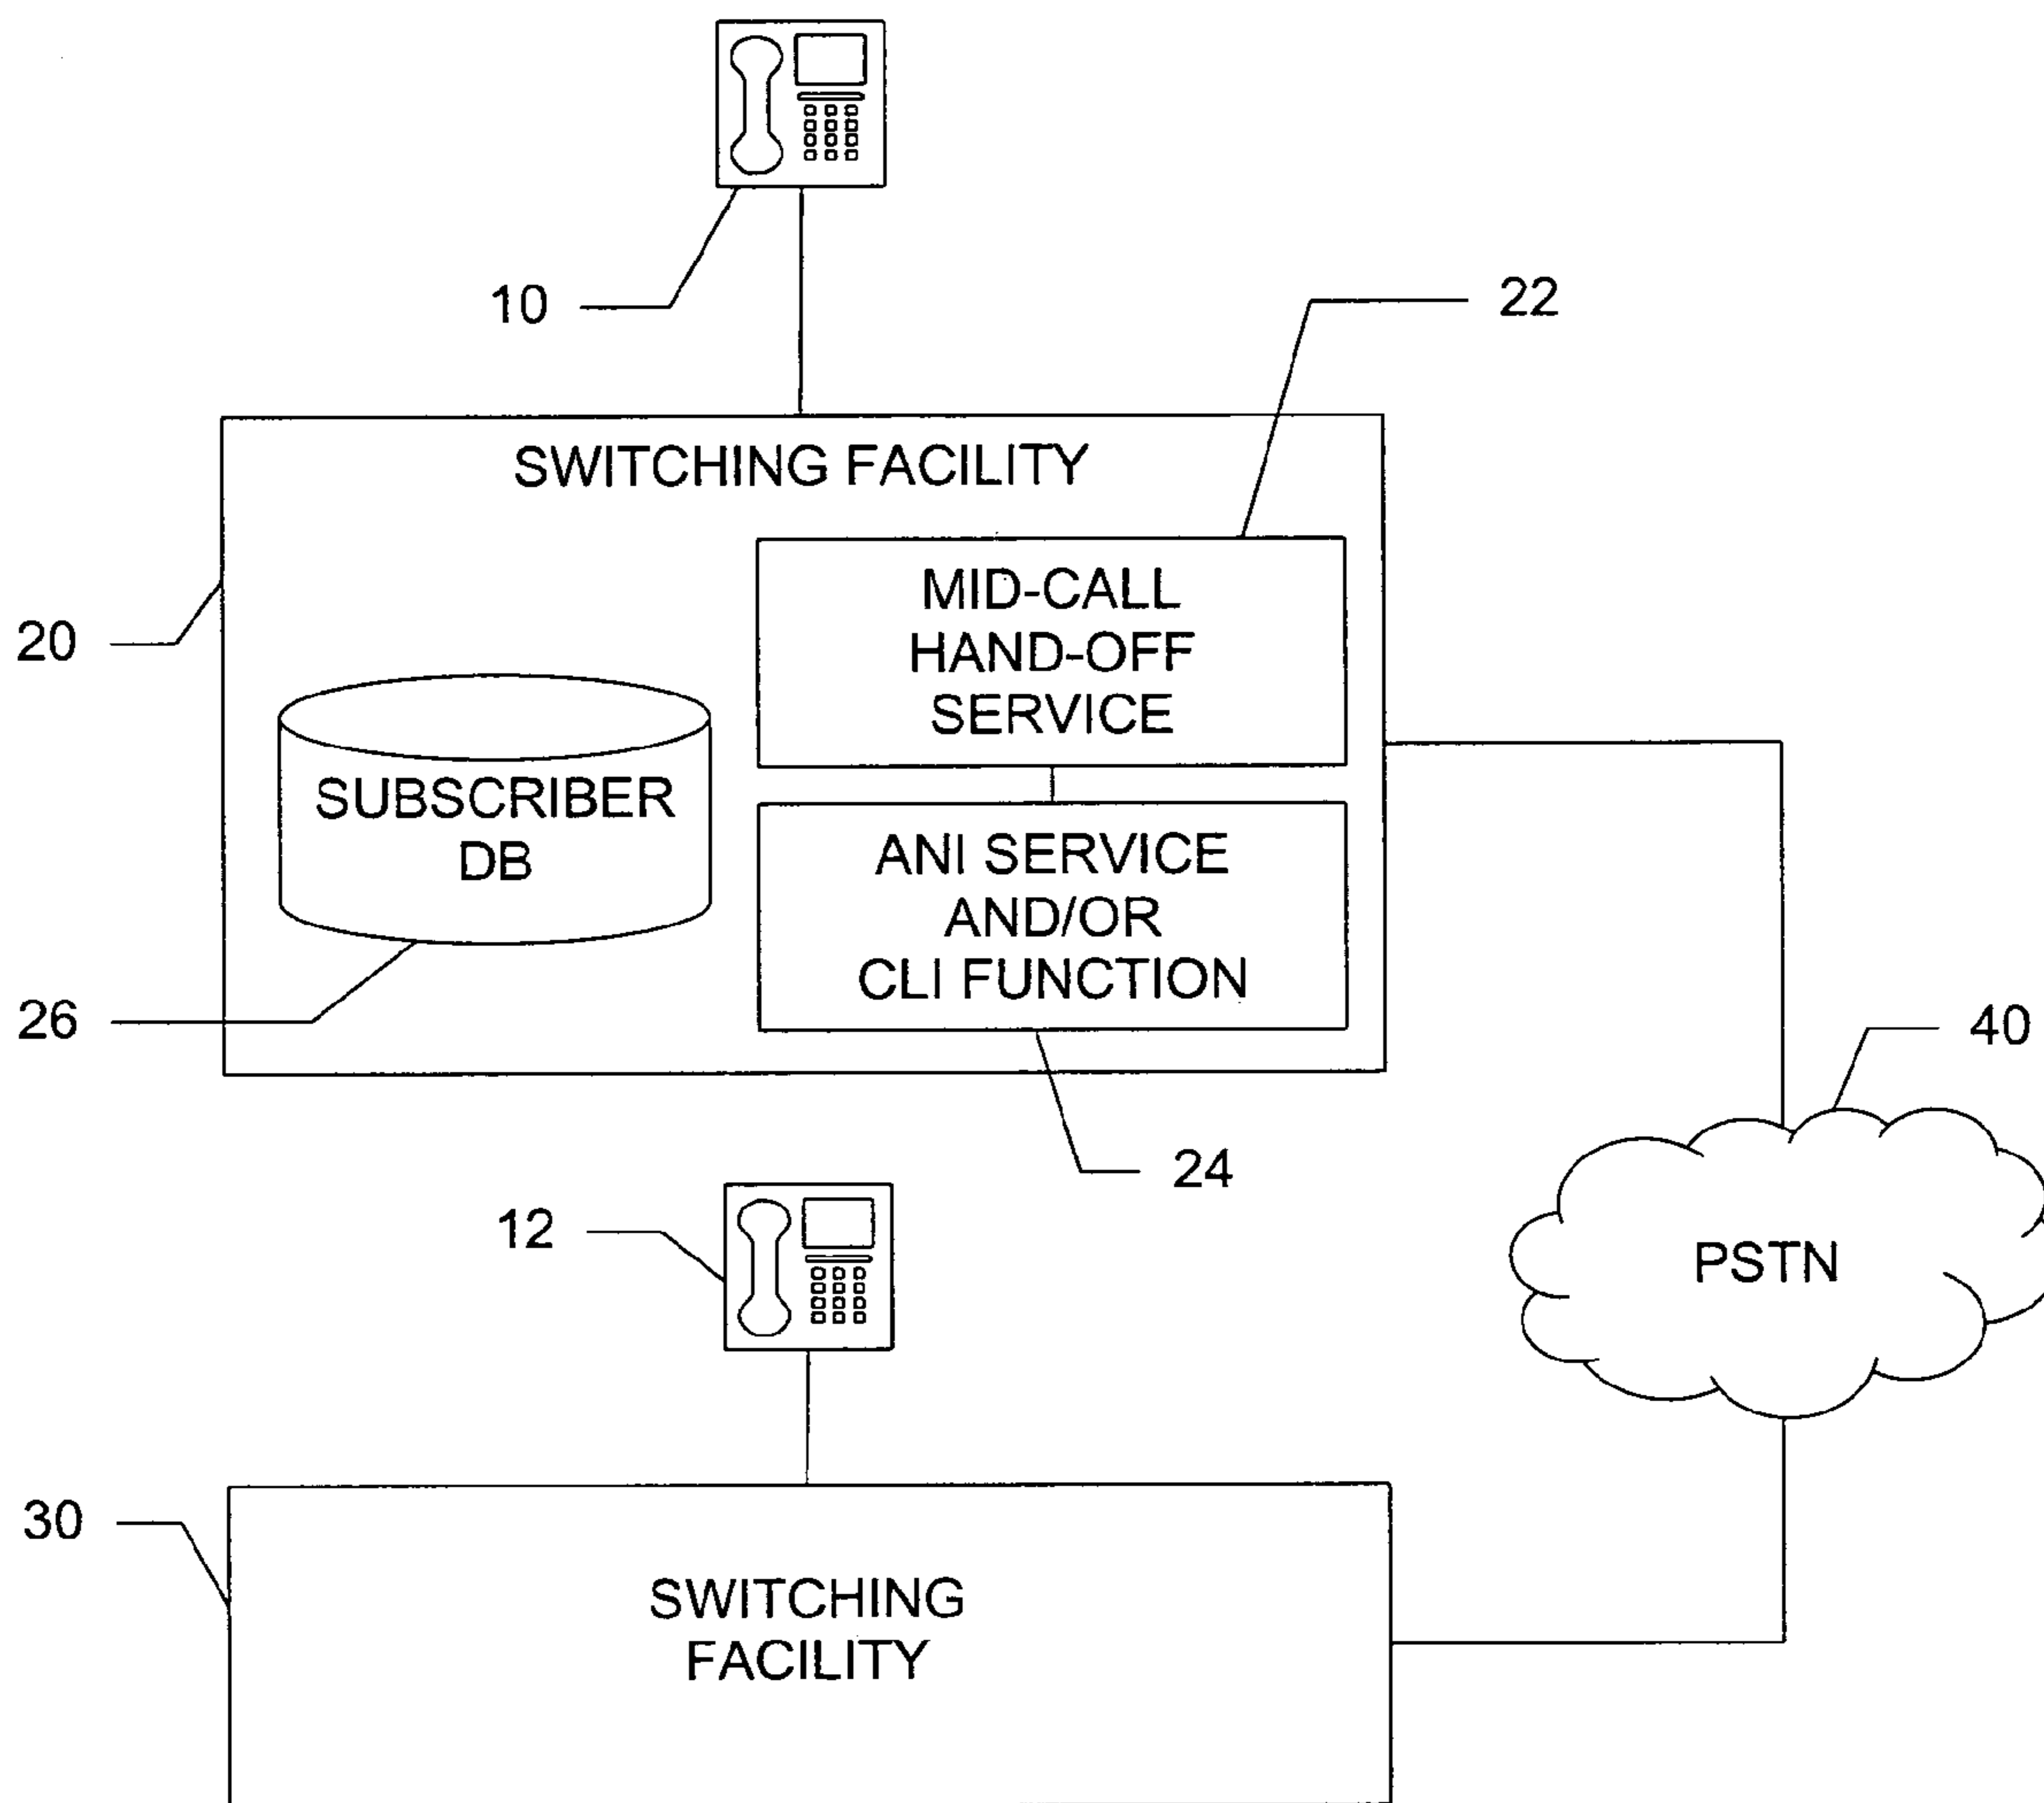 10
22
SWITCHING FACILITY
MID-CALL
HAND-OFF
SERVICE
20
SUBSCRIBER
DB
ANI SERVICE
AND/OR
CLI FUNCTION
26
40
24
12
PSTN
30
SWITCHING
FACILITY